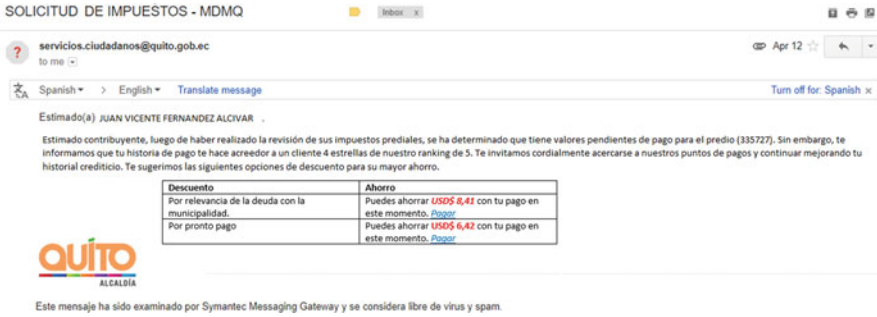 SOLICITUD DE IMPUESTOS - MDMQ
Inbox x
servicios.ciudadanos@quito.gob.ec
Apr 12
to me
Spanish > English Translate message
Turn off for: Spanish x
Estimado(a) JUAN VICENTE FERNANDEZ ALCIVAR .
Estimado contribuyente, luego de haber realizado la revisión de sus impuestos prediales, se ha determinado que tiene valores pendientes de pago para el predio (335727). Sin embargo, te
informamos que tu historia de pago te hace acreedor a un cliente 4 estrellas de nuestro ranking de 5. Te invitamos cordialmente acercarse a nuestros puntos de pagos y continuar mejorando tu
historial crediticio. Te sugerimos las siguientes opciones de descuento para su mayor ahorro.
Descuento
Ahorro
Por relevancia de la deuda con la
municipalidad.
Puedes ahorrar USD$ 8,41 con tu pago en
este momento. Pagar
Por pronto pago
Puedes ahorrar USD$ 6,42 con tu pago en
este momento. Pagar
QUITO
ALCALDÍA
Este mensaje ha sido examinado por Symantec Messaging Gateway y se considera libre de virus y spam.